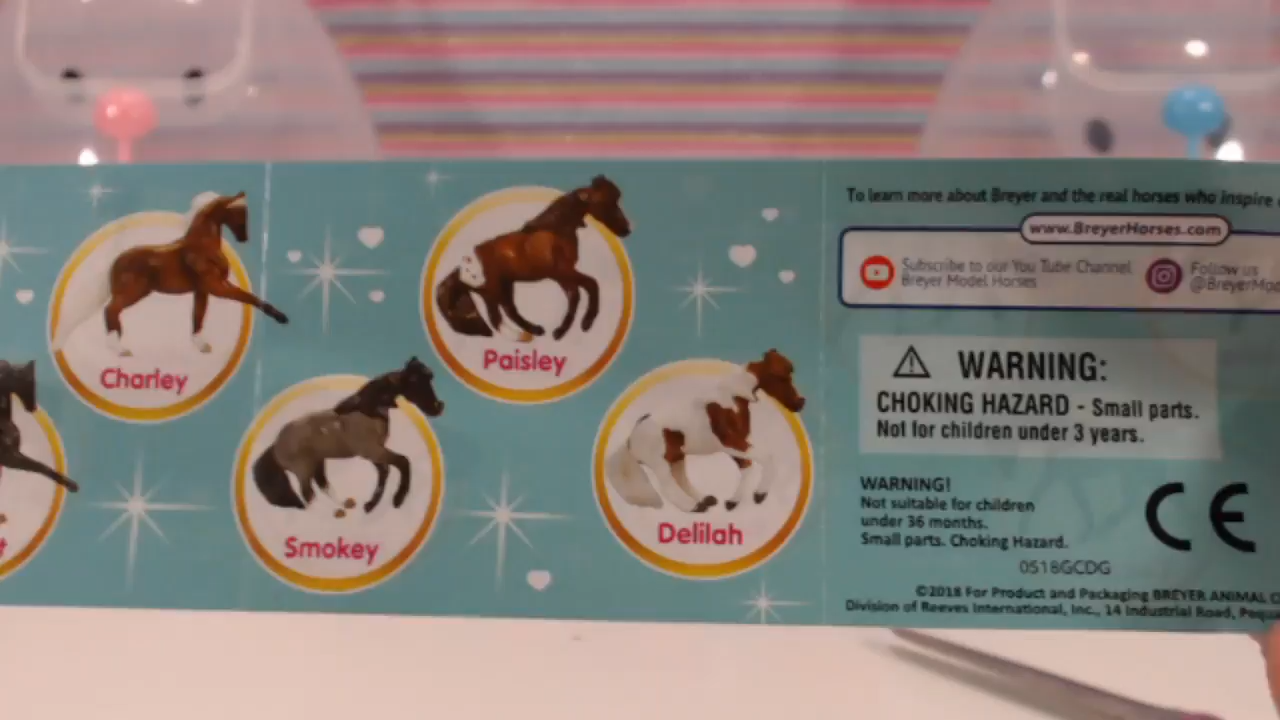 Charley
Paisley
Smokey
Delilah
To learn more about Breyer and the real horses who inspire
www.BreyerHorses.com
Subscribe to our You Tube Channel
Breyer Model Horses
Follow us
@BreyerMod
WARNING:
CHOKING HAZARD - Small parts.
Not for children under 3 years.
WARNING!
Not suitable for children
under 36 months.
Small parts. Choking Hazard.
CE
0518GCDG
©2018 For Product and Packaging BREYER ANIMAL C
Division of Reeves International, Inc., 14 Industrial Road, Pequa